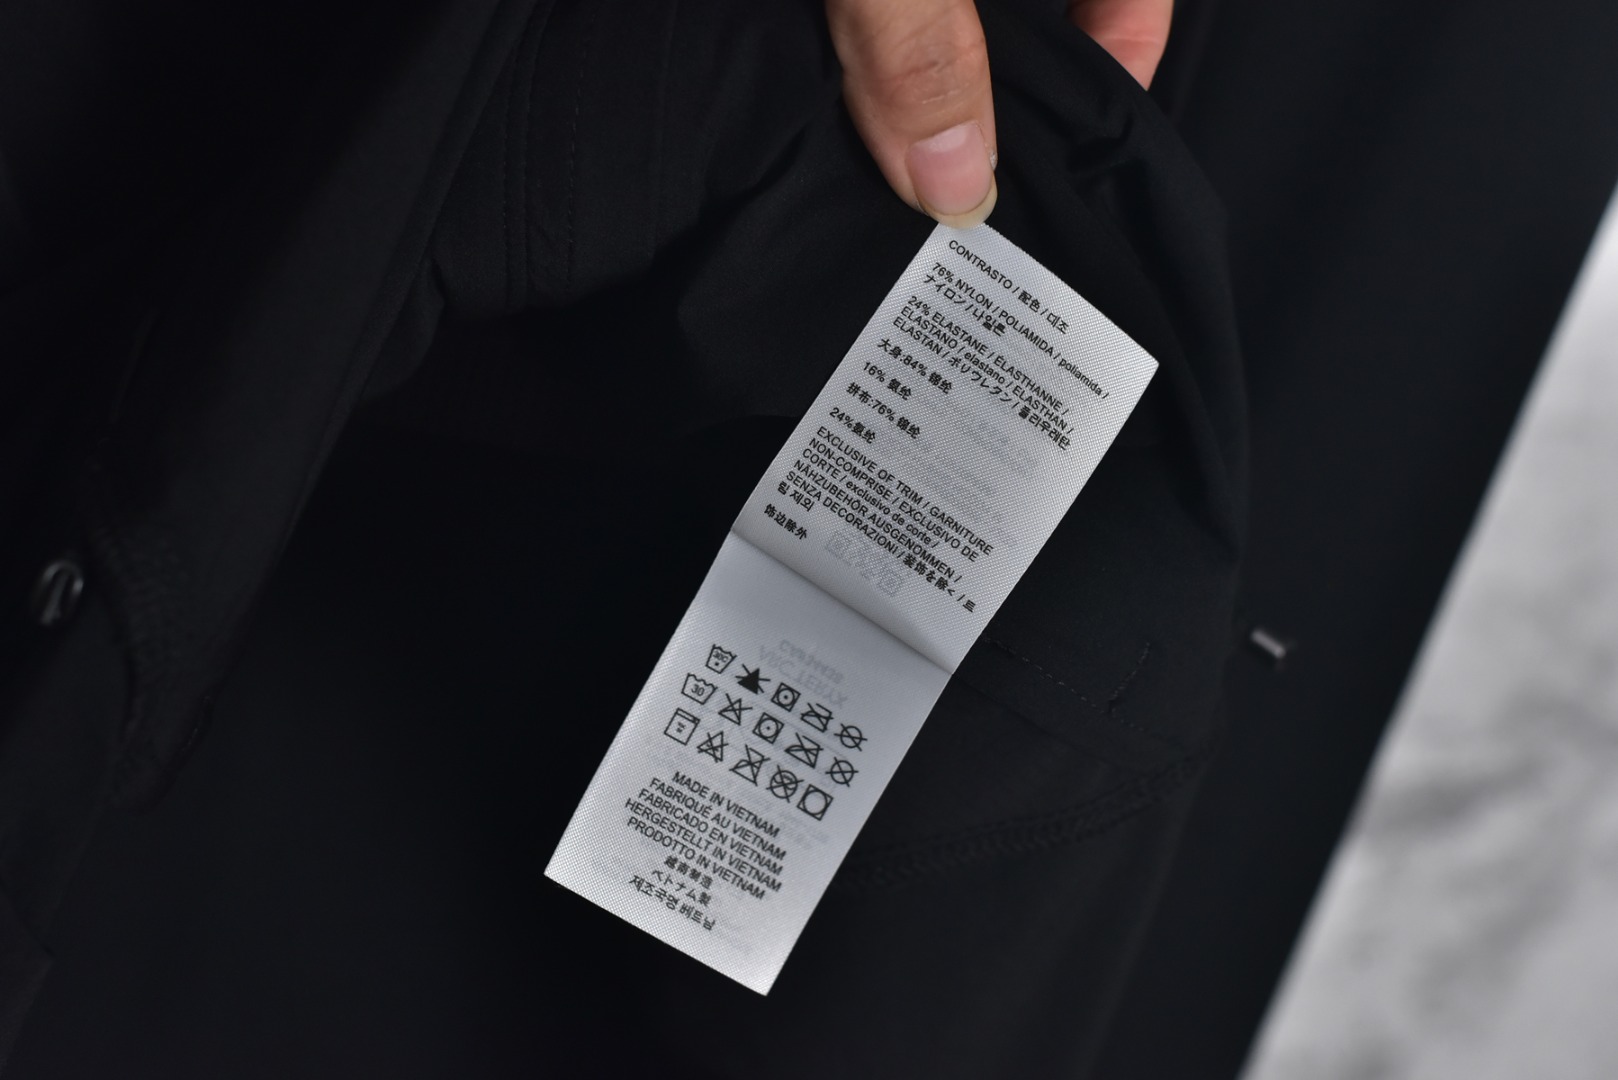 CONTRASTO / 配色 / 대조
76% NYLON / POLIAMIDA / poliamida /
ナイロン / 나일론
24% ELASTANE / ÉLASTHANNE /
ELASTANO / elastano / ELASTHAN /
ELASTAN / ポリウレタン / 폴리우레탄
大身:84% 锦纶
16% 氨纶
拼布:76% 锦纶
24%氨纶
EXCLUSIVE OF TRIM / GARNITURE
NON-COMPRISE / EXCLUSIVO DE
CORTE / exclusivo de corte /
NÄHZUBEHÖR AUSGENOMMEN /
SENZA DECORAZIONI / 装饰を除く / 트
림 제외
饰边除外
30C
30
MADE IN VIETNAM
FABRIQUÉ AU VIETNAM
FABRICADO EN VIETNAM
HERGESTELLT IN VIETNAM
PRODOTTO IN VIETNAM
越南制造
ベトナム製
제조국명 베트남